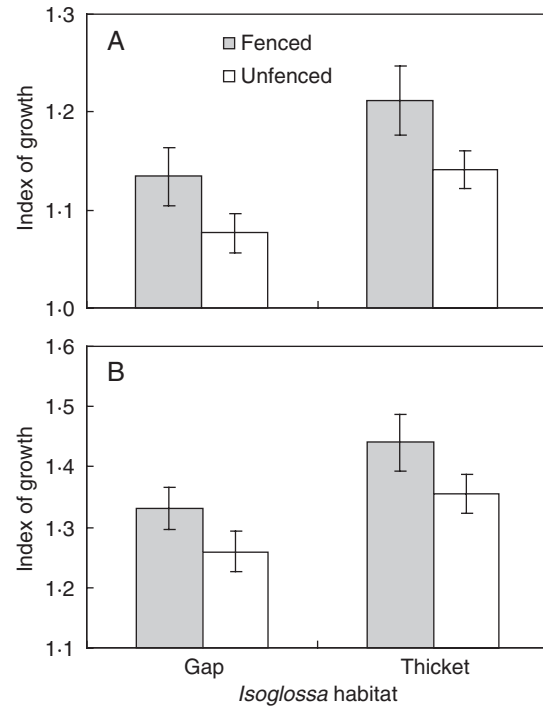 A
Fenced
Unfenced
1·3
1·2
1·1
1·0
Index of growth
B
1·6
1·5
1·4
1·3
1·2
1·1
Index of growth
Gap Thicket
Isoglossa habitat